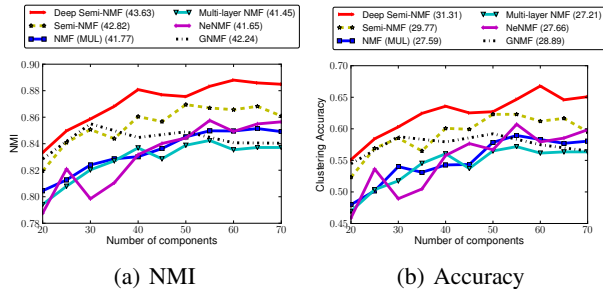 Deep Semi-NMF (43.63) Multi-layer NMF (41.45)
Semi-NMF (42.82) NeNMF (41.65)
NMF (MUL) (41.77) GNMF (42.24)
0.90
0.88
0.86
0.84
0.82
0.80
0.78
NMI
20 30 40 50 60 70
Number of components
(a) NMI
Deep Semi-NMF (31.31) Multi-layer NMF (27.21)
Semi-NMF (29.77) NeNMF (27.66)
NMF (MUL) (27.59) GNMF (28.89)
0.70
0.65
0.60
0.55
0.50
0.45
Clustering Accuracy
20 30 40 50 60 70
Number of components
(b) Accuracy